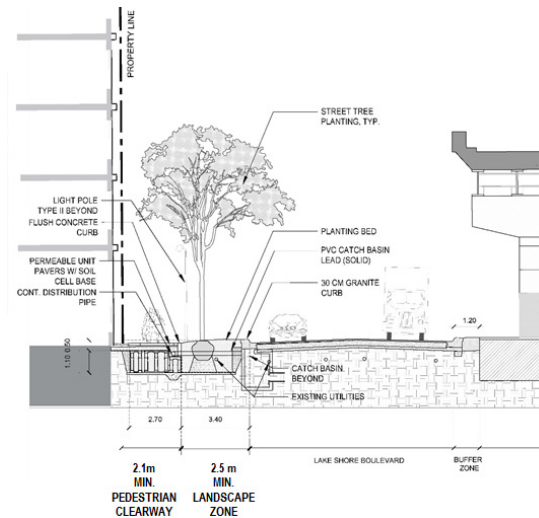 PROPERTY LINE
STREET TREE
PLANTING, TYP.
LIGHT POLE
TYPE II BEYOND
FLUSH CONCRETE
CURB
PERMEABLE UNIT
PAVERS W/ SOIL
CELL BASE
CONT. DISTRIBUTION
PIPE
PLANTING BED
PVC CATCH BASIN
LEAD (SOLID)
30 CM GRANITE
CURB
1.20
0.50
1.10
CATCH BASIN
BEYOND
EXISTING UTILITIES
2.70
3.40
LAKE SHORE BOULEVARD
BUFFER
ZONE
2.1m
MIN.
PEDESTRIAN
CLEARWAY
2.5 m
MIN.
LANDSCAPE
ZONE